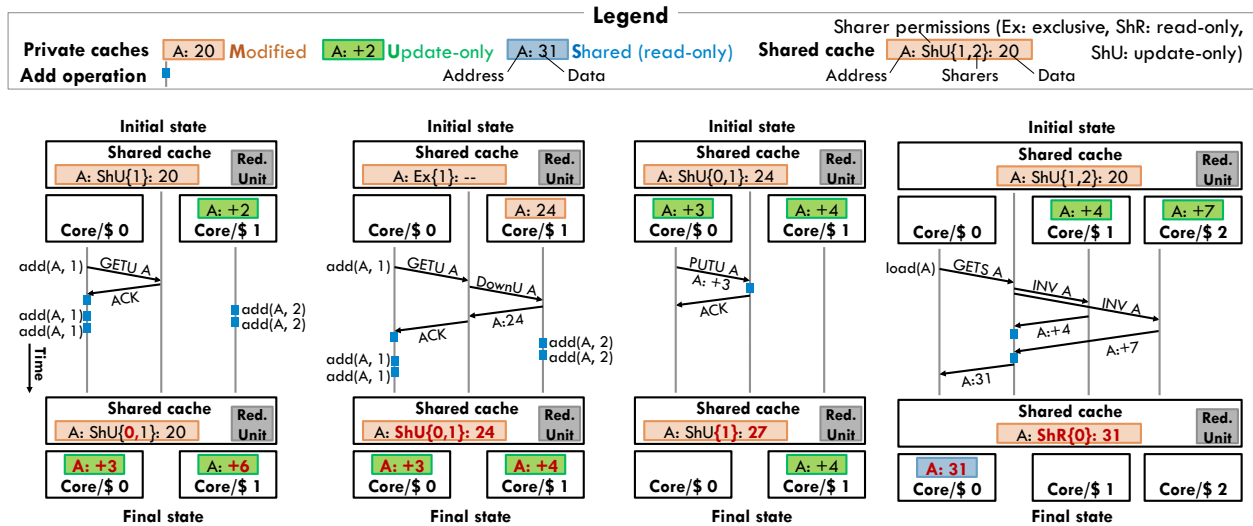 Legend
Private caches A: 20 Modified A: +2 Update-only A: 31 Shared (read-only)
Add operation Address Data
Sharer permissions (Ex: exclusive, ShR: read-only,
ShU: update-only)
Shared cache A: ShU{1,2}: 20
Address Sharers Data
Initial state
Shared cache
Red.
Unit
A: ShU{1}: 20
A: +2
Core/$ 0 Core/$ 1
add(A, 1) GETU A
ACK
add(A, 1) add(A, 2)
add(A, 1) add(A, 2)
Time
Shared cache
Red.
Unit
A: ShU{0,1}: 20
A: +3 A: +6
Core/$ 0 Core/$ 1
Final state
Initial state
Shared cache
Red.
Unit
A: Ex{1}: --
A: 24
Core/$ 0 Core/$ 1
add(A, 1) GETU A
DownU A
A:24
ACK
add(A, 2)
add(A, 1) add(A, 2)
add(A, 1)
Shared cache
Red.
Unit
A: ShU{0,1}: 24
A: +3 A: +4
Core/$ 0 Core/$ 1
Final state
Initial state
Shared cache
Red.
Unit
A: ShU{0,1}: 24
A: +3 A: +4
Core/$ 0 Core/$ 1
PUTU A
A: +3
ACK
Shared cache
Red.
Unit
A: ShU{1}: 27
A: +4
Core/$ 0 Core/$ 1
Final state
Initial state
Shared cache
Red.
Unit
A: ShU{1,2}: 20
A: +4 A: +7
Core/$ 0 Core/$ 1 Core/$ 2
load(A) GETS A
INV A
INV A
A:+4
A:+7
A:31
Shared cache
Red.
Unit
A: ShR{0}: 31
A: 31
Core/$ 0 Core/$ 1 Core/$ 2
Final state